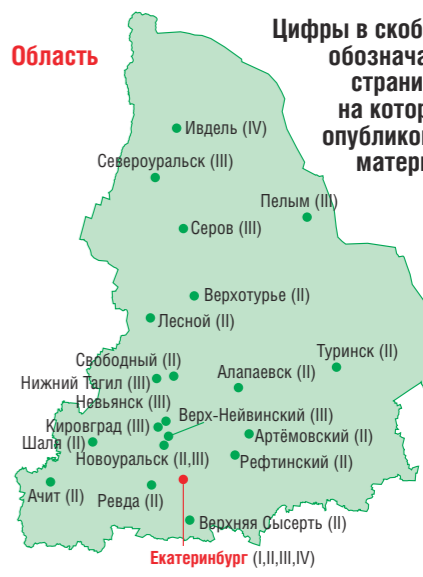 Область
Цифры в скоб
обознача
страни
на котор
опубликов
матери
Ивдель (IV)
Североуральск (III)
Пелым (III)
Серов (III)
Верхотурье (II)
Лесной (II)
Свободный (II)
Туринск (II)
Нижний Тагил (III)
Алапаевск (II)
Невьянск (III)
Верх-Нейвинский (III)
Кировград (III)
Артёмовский (II)
Шаля (II)
Новоуральск (II,III)
Рефтинский (II)
Ачит (II)
Ревда (II)
Верхняя Сысерть (II)
Екатеринбург (I,II,III,IV)